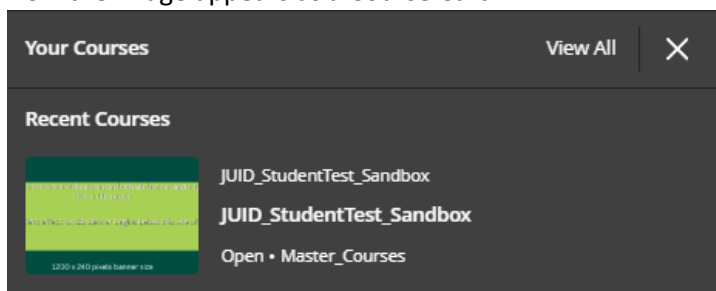 Your Courses
View All
Recent Courses
JUID_StudentTest_Sandbox
JUID_StudentTest_Sandbox
Open • Master_Courses
1200 x 240 pixels banner size